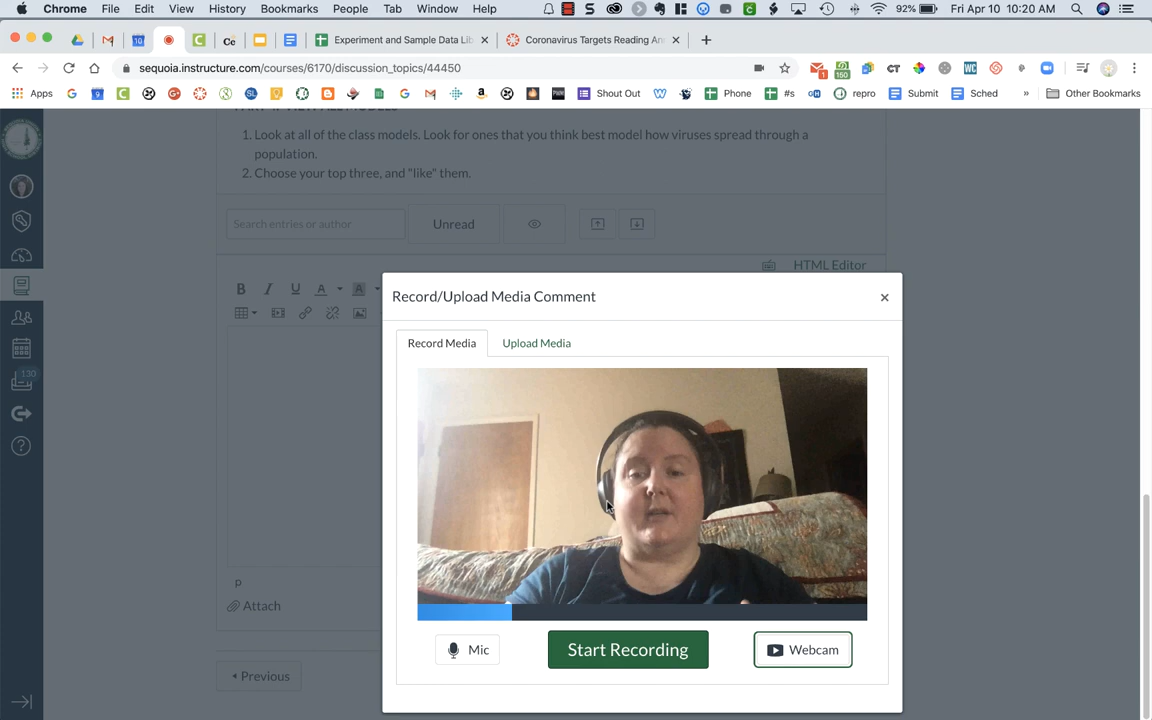 Chrome File Edit View History Bookmarks People Tab Window Help 92% Fri Apr 10 10:20 AM
Experiment and Sample Data Lib
Coronavirus Targets Reading An
sequoia.instructure.com/courses/6170/discussion_topics/44450
Apps Shout Out Phone #s repro Submit Sched » Other Bookmarks
1. Look at all of the class models. Look for ones that you think best model how viruses spread through a
population.
2. Choose your top three, and "like" them.
Search entries or author Unread
HTML Editor
B I U A A
Record/Upload Media Comment
Record Media Upload Media
130
p
Attach
Mic Start Recording Webcam
Previous